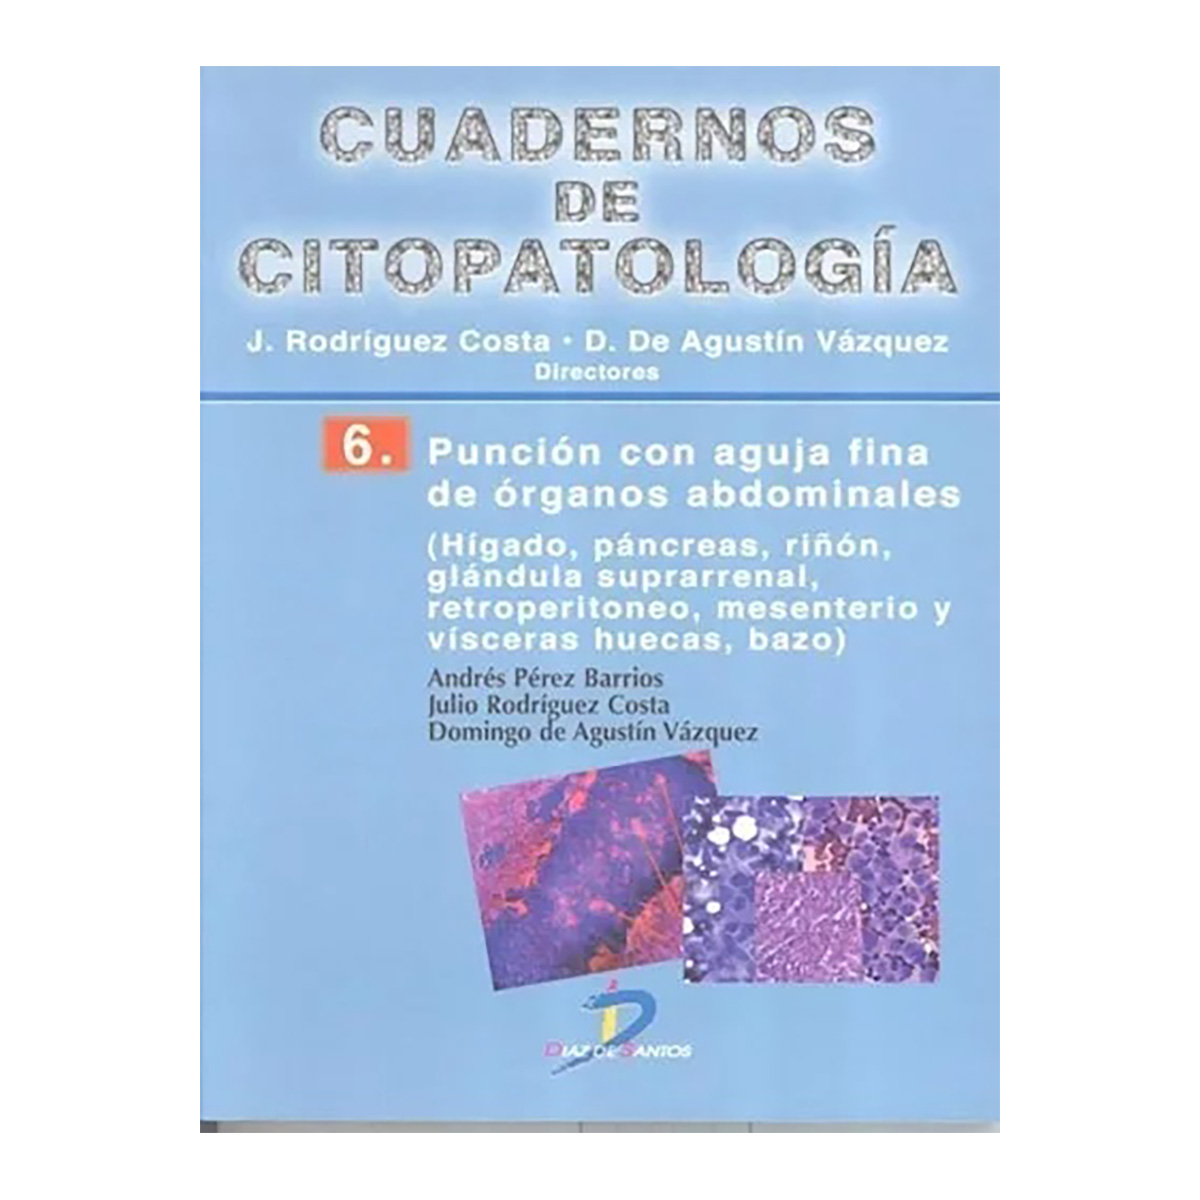 CUADERNOS
DE
CITOPATOLOGÍA
J. Rodríguez Costa · D. De Agustín Vázquez
Directores
6. Punción con aguja fina
de órganos abdominales
(Hígado, páncreas, riñón,
glándula suprarrenal,
retroperitoneo, mesenterio y
vísceras huecas, bazo)
Andrés Pérez Barrios
Julio Rodríguez Costa
Domingo de Agustín Vázquez
DIAZ DE SANTOS